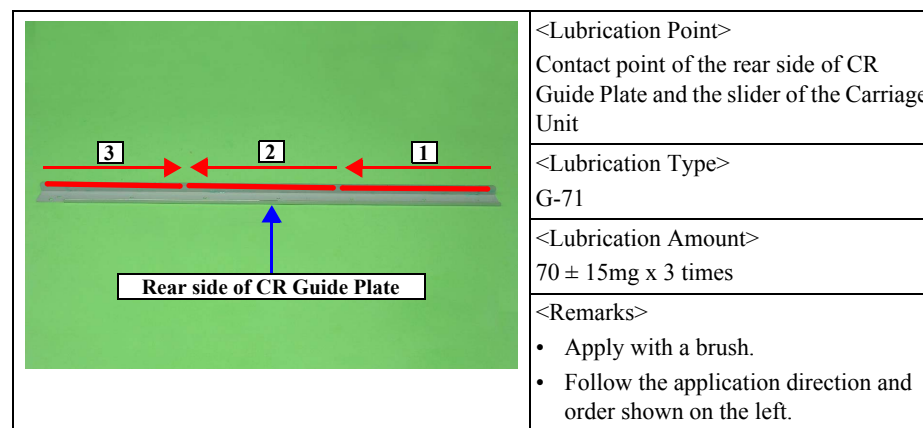 3
2
1
Rear side of CR Guide Plate
<Lubrication Point>
Contact point of the rear side of CR
Guide Plate and the slider of the Carriage
Unit
<Lubrication Type>
G-71
<Lubrication Amount>
70 ± 15mg x 3 times
<Remarks>
• Apply with a brush.
• Follow the application direction and
order shown on the left.